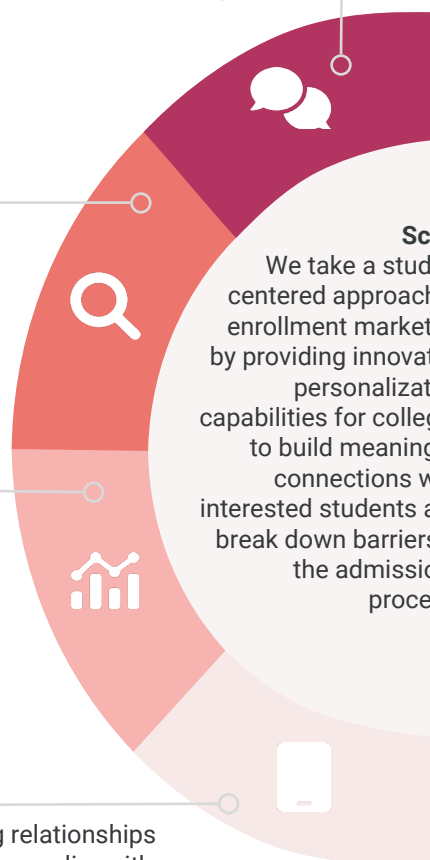 Sc
We take a stud
centered approach
enrollment market
by providing innovat
personalizat
capabilities for colleg
to build meaning
connections w
interested students a
break down barriers
the admissio
proce
g relationships